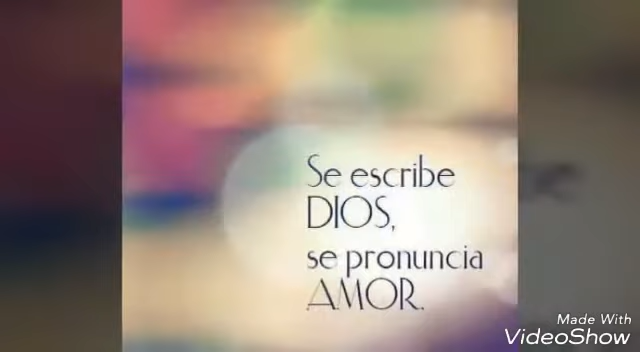 Se escribe
DIOS,
se pronuncia
AMOR.
Made With
VideoShow